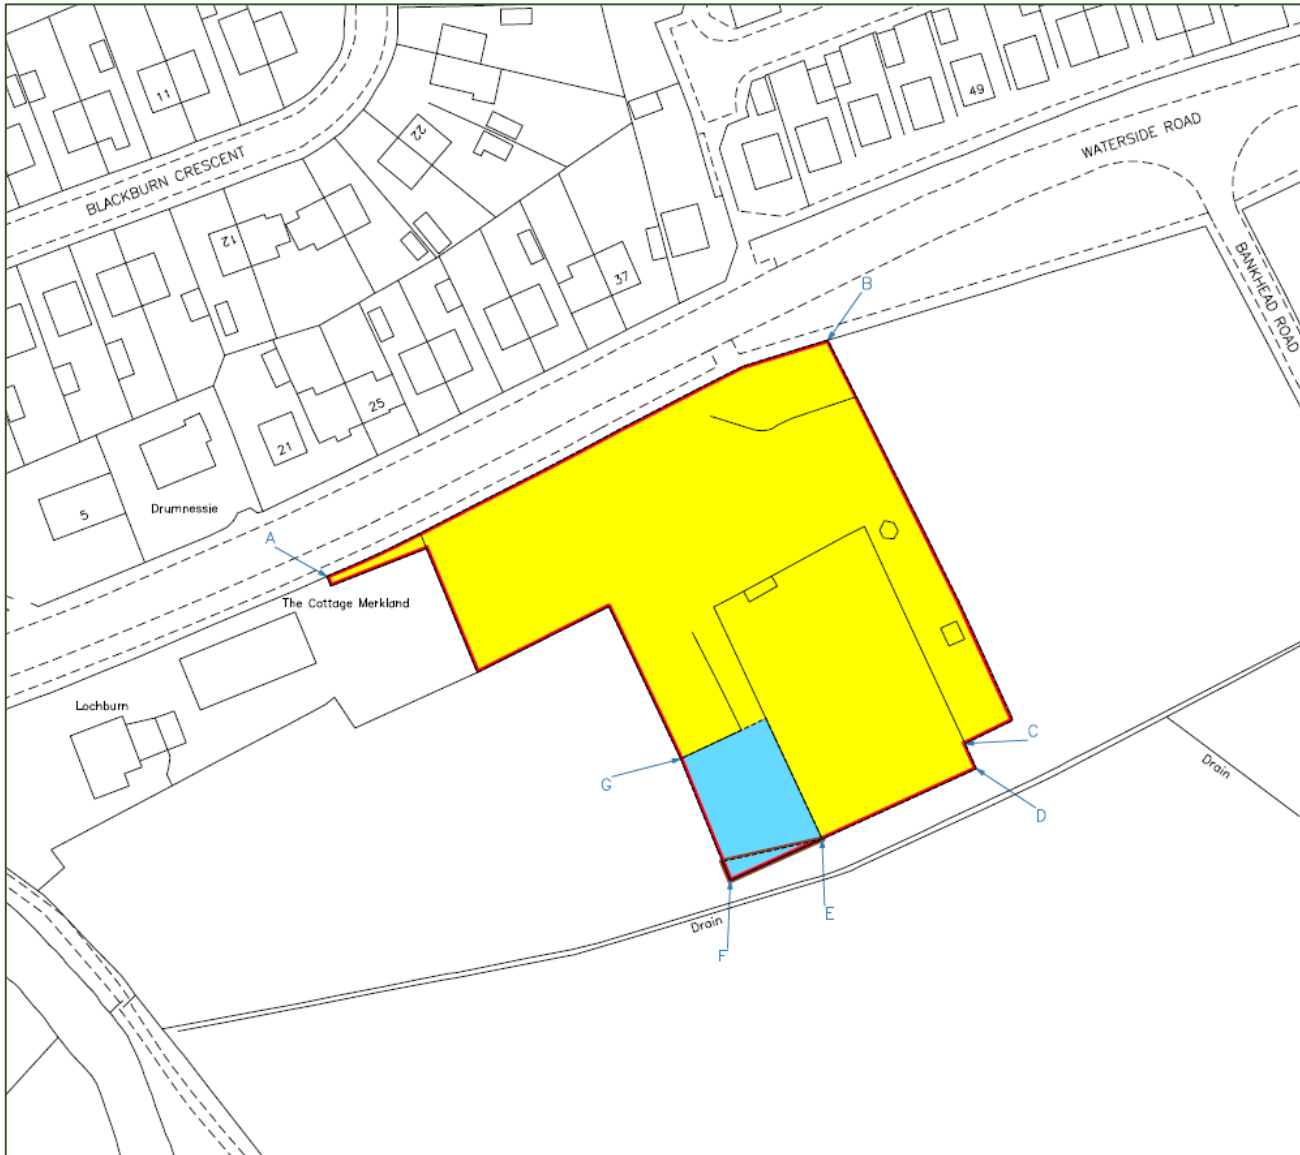 11
22
49
WATERSIDE ROAD
BLACKBURN CRESCENT
12
37
BANKHEAD ROAD
B
25
21
5
Drumnessie
A
The Cottage Merkland
Lochburn
C
Drain
G
D
E
Drain
F